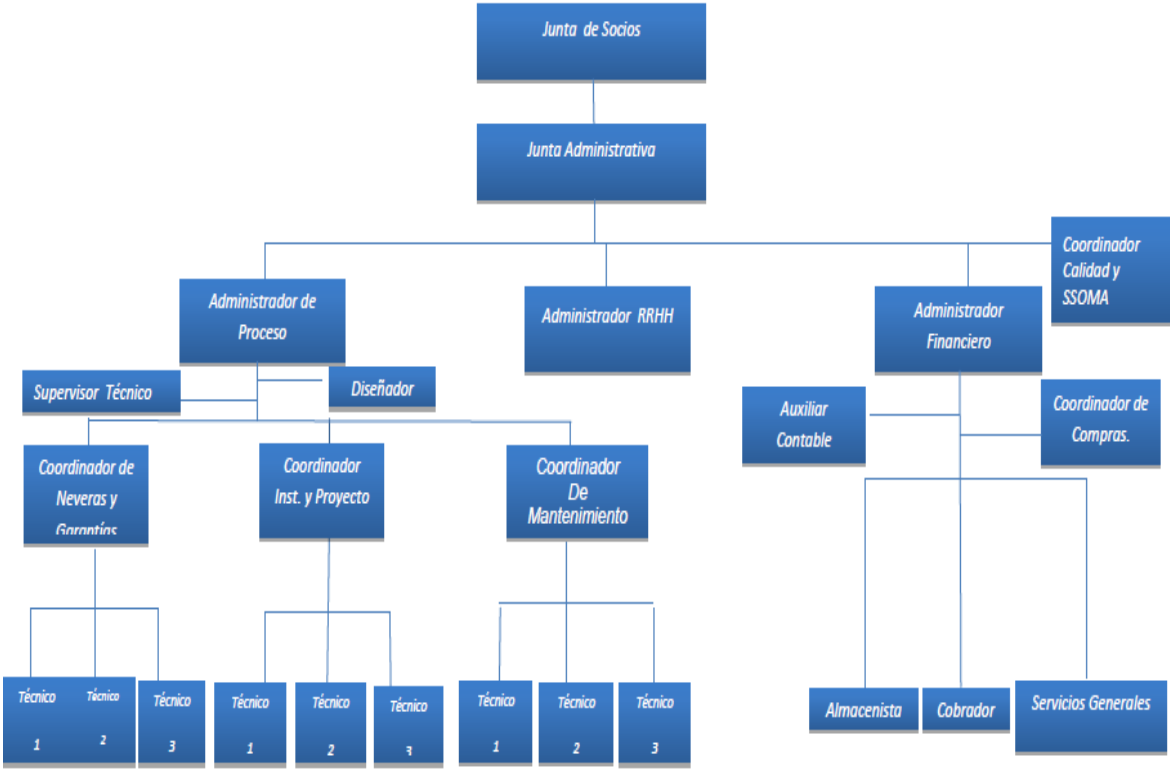 Junta de Socios
Junta Administrativa
Coordinador
Calidad y
SSOMA
Administrador de
Proceso
Administrador RRHH
Administrador
Financiero
Supervisor Técnico
Diseñador
Auxiliar
Contable
Coordinador de
Compras.
Coordinador de
Neveras y
Garantías
Coordinador
Inst. y Proyecto
Coordinador
De
Mantenimiento
Técnico
1
Técnico
2
Técnico
3
Técnico
1
Técnico
2
Técnico
3
Técnico
1
Técnico
2
Técnico
3
Almacenista
Cobrador
Servicios Generales